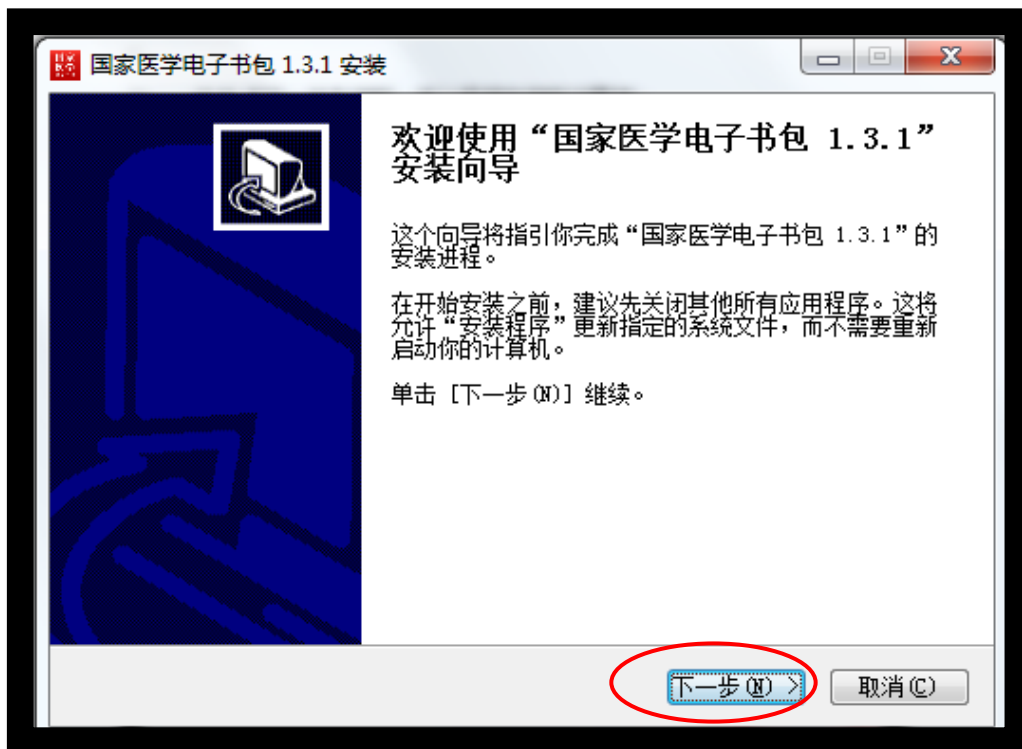 国家医学电子书包 1.3.1 安装
欢迎使用“国家医学电子书包 1.3.1”
安装向导
这个向导将指引你完成“国家医学电子书包 1.3.1”的
安装进程。
在开始安装之前，建议先关闭其他所有应用程序。这将
允许“安装程序”更新指定的系统文件，而不需要重新
启动你的计算机。
单击 [下一步(N)] 继续。
下一步(N) >
取消(C)